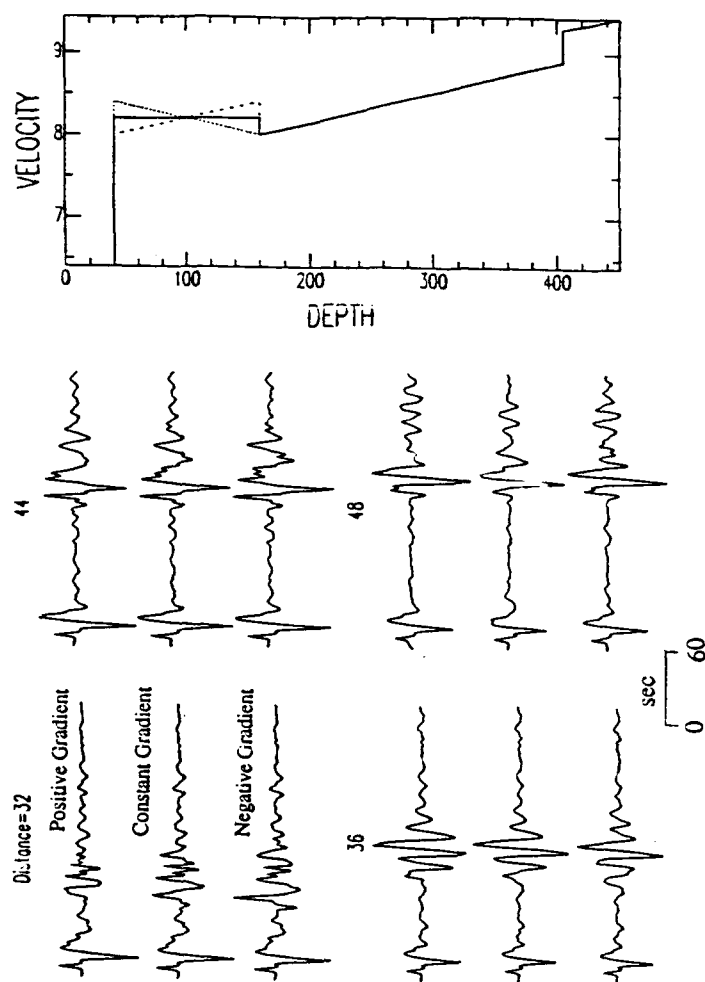 VELOCITY
9
8
7
0
100
200
300
400
DEPTH
44
48
Distance=32
Positive Gradient
Constant Gradient
Negative Gradient
36
sec
0
60